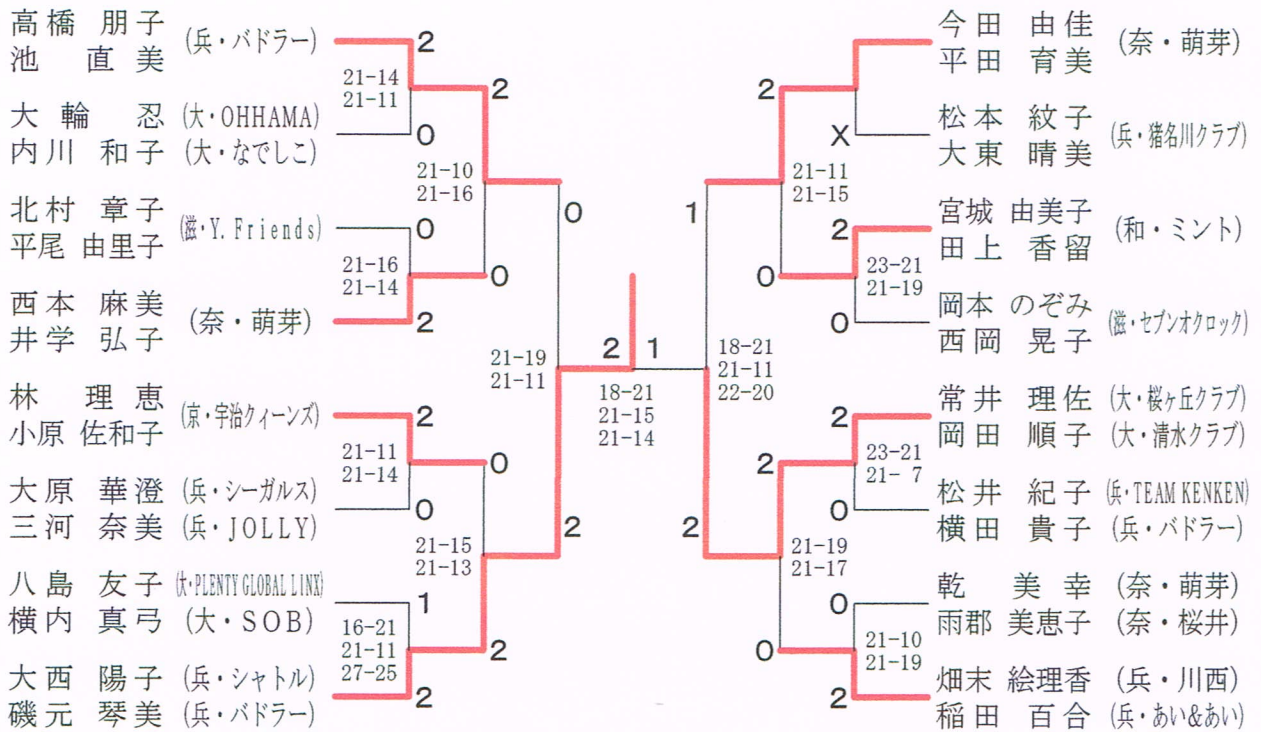 高橋 朋子 (兵・バドラー)
池 直美
2
21-14
21-11
2
大輪 忍 (大・OHHAMA)
内川 和子 (大・なでしこ)
0
21-10
21-16
0
北村 章子 (滋・Y. Friends)
平尾 由里子
0
21-16
21-14
0
西本 麻美 (奈・萌芽)
井学 弘子
2
21-19
21-11
林 理恵 (京・宇治クィーンズ)
小原 佐和子
2
21-11
21-14
0
大原 華澄 (兵・シーガルス)
三河 奈美 (兵・JOLLY)
0
21-15
21-13
2
八島 友子 (大・PLENTY GLOBAL LINX)
横内 真弓 (大・SOB)
1
16-21
21-11
27-25
2
大西 陽子 (兵・シャトル)
磯元 琴美 (兵・バドラー)
2
2 1
18-21
21-15
21-14
今田 由佳 (奈・萌芽)
平田 育美
2
松本 紋子 (兵・猪名川クラブ)
大東 晴美
X
21-11
21-15
1
宮城 由美子 (和・ミント)
田上 香留
2
23-21
21-19
0
岡本 のぞみ (滋・セブンオクロック)
西岡 晃子
0
18-21
21-11
22-20
常井 理佐 (大・桜ヶ丘クラブ)
岡田 順子 (大・清水クラブ)
2
23-21
21- 7
2
松井 紀子 (兵・TEAM KENKEN)
横田 貴子 (兵・バドラー)
0
2
21-19
21-17
乾 美幸 (奈・萌芽)
雨郡 美恵子 (奈・桜井)
0
21-10
21-19
0
畑末 絵理香 (兵・川西)
稲田 百合 (兵・あい&あい)
2